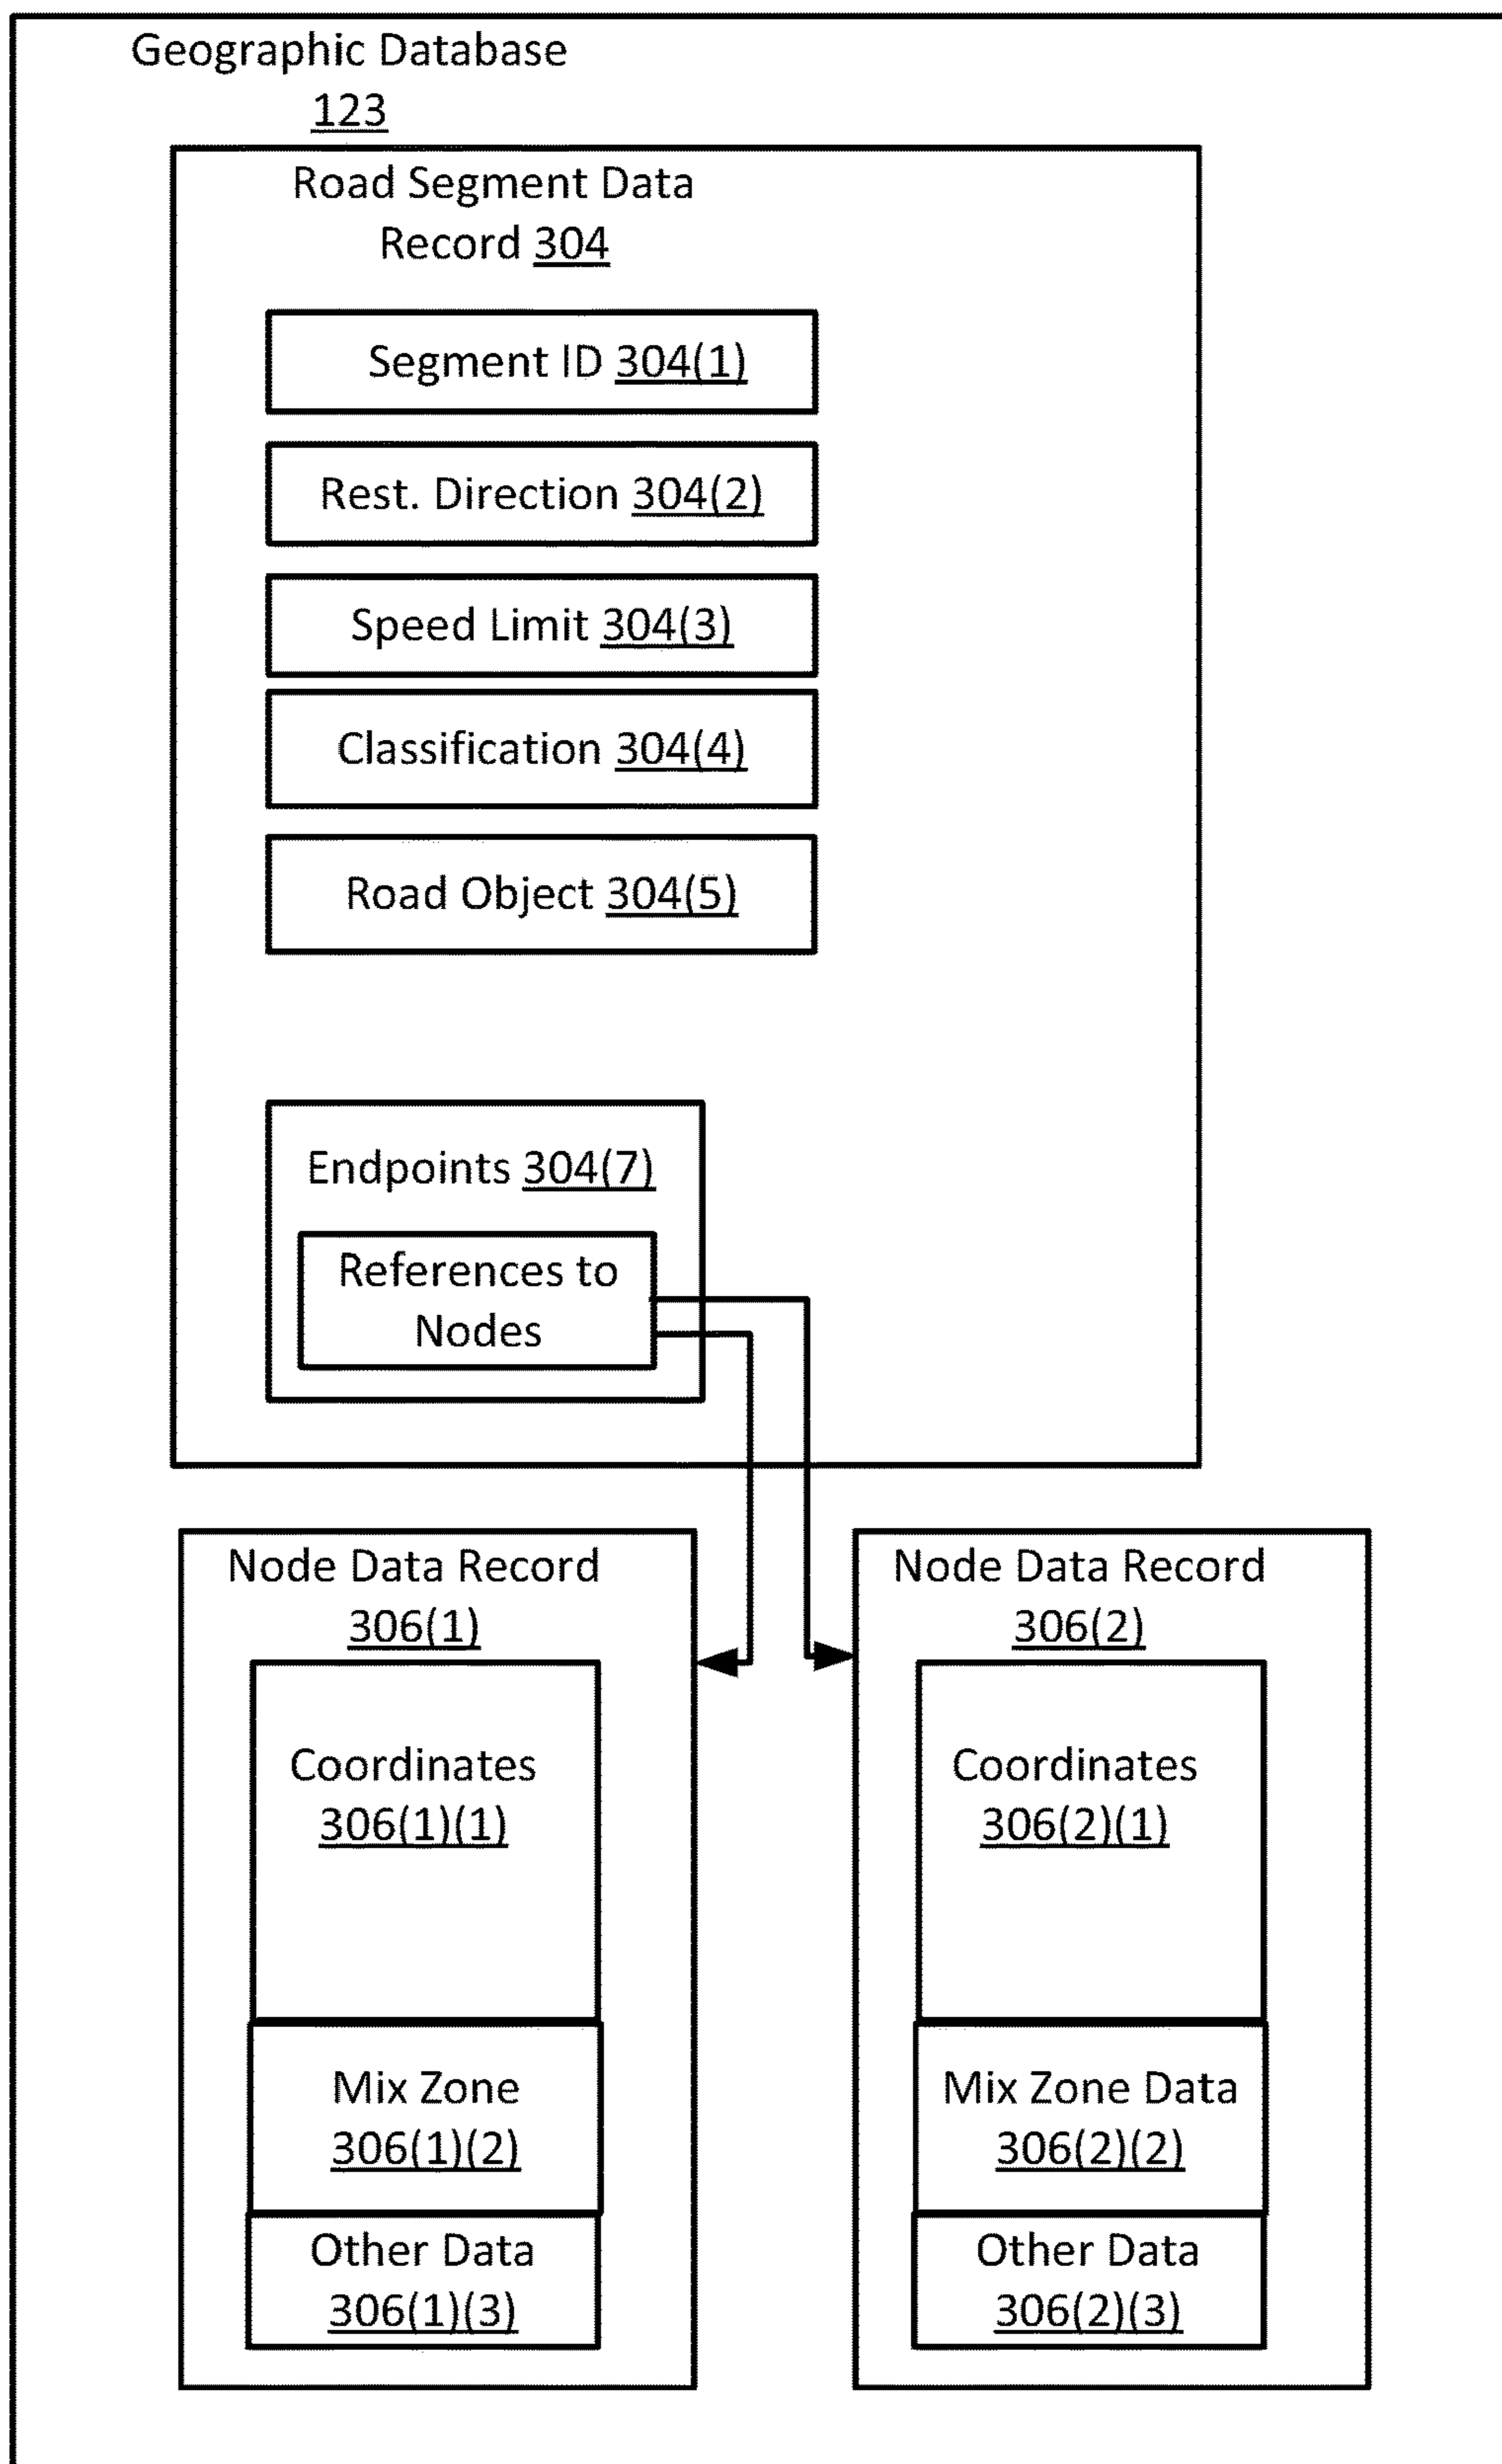 Geographic Database
123
Road Segment Data
Record 304
Segment ID 304(1)
Rest. Direction 304(2)
Speed Limit 304(3)
Classification 304(4)
Road Object 304(5)
Endpoints 304(7)
References to
Nodes
Node Data Record
306(1)
Coordinates
306(1)(1)
Mix Zone
306(1)(2)
Other Data
306(1)(3)
Node Data Record
306(2)
Coordinates
306(2)(1)
Mix Zone Data
306(2)(2)
Other Data
306(2)(3)